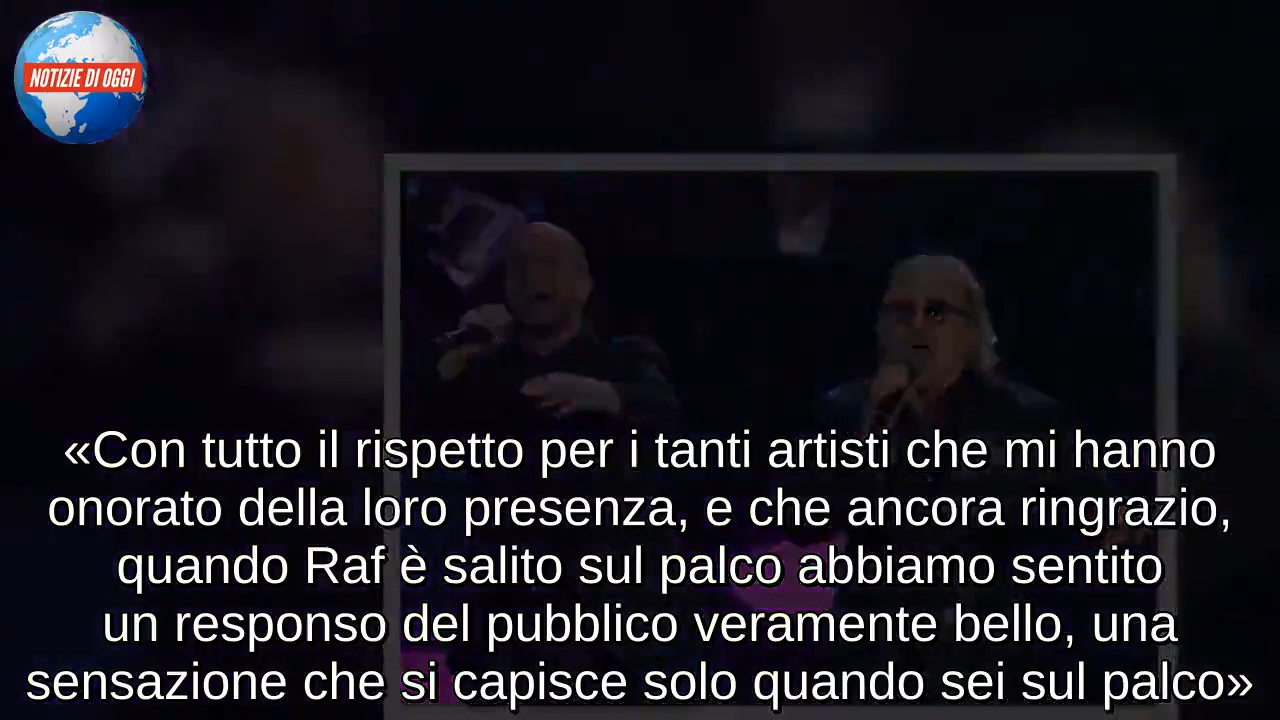 NOTIZIE DI OGGI
«Con tutto il rispetto per i tanti artisti che mi hanno
onorato della loro presenza, e che ancora ringrazio,
quando Raf è salito sul palco abbiamo sentito
un responso del pubblico veramente bello, una
sensazione che si capisce solo quando sei sul palco»